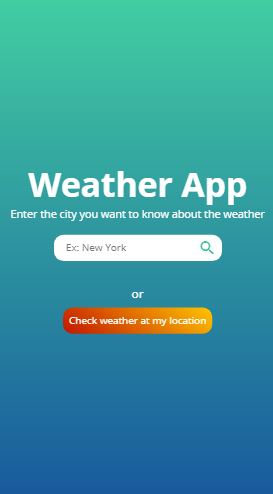 Weather App
Enter the city you want to know about the weather
Ex: New York
or
Check weather at my location